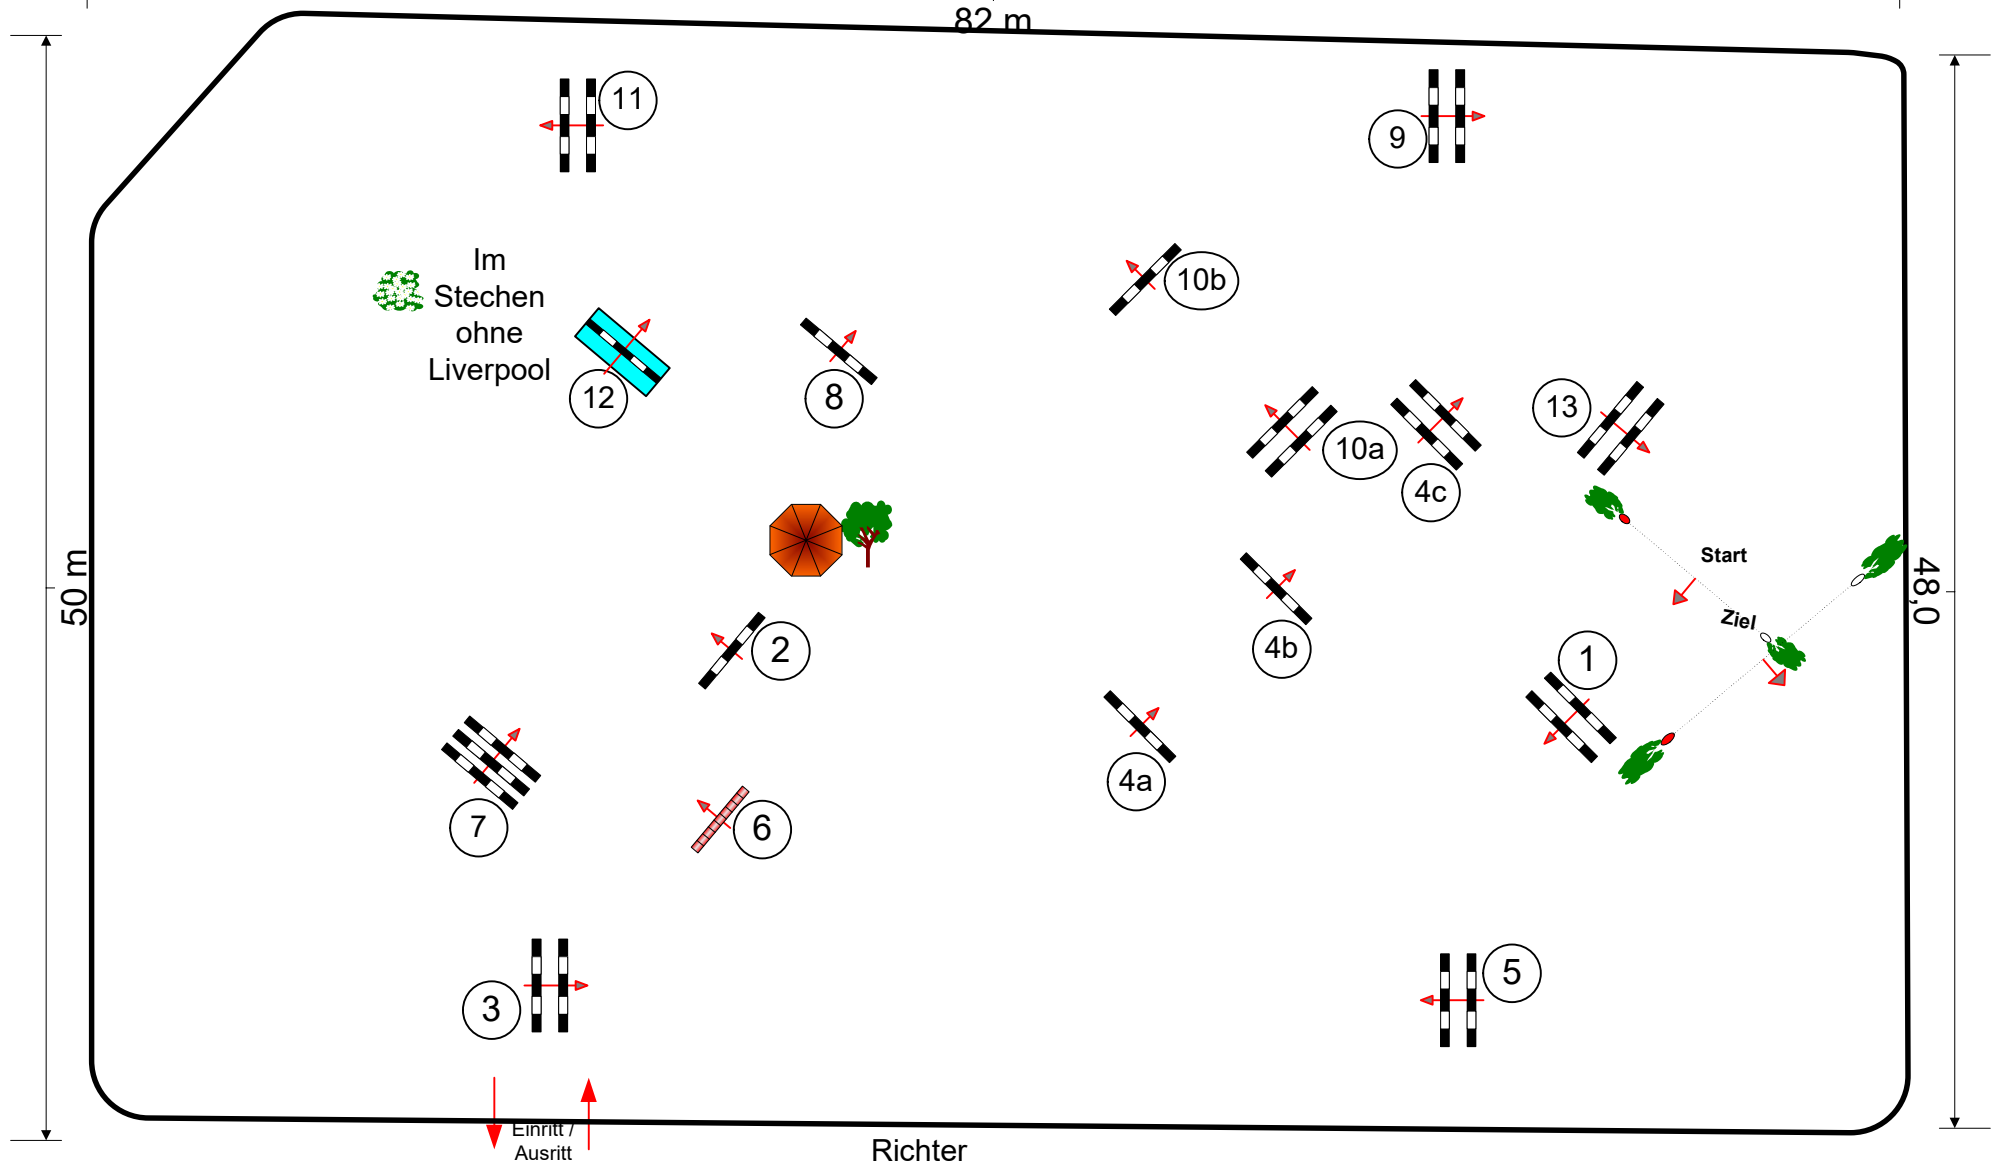 82 m
11
9
Im
Stechen
ohne
Liverpool
10b
12
8
10a
4c
13
Start
50 m
48,0
Ziel
2
4b
1
4a
7
6
3
5
Einritt /
Ausritt
Richter